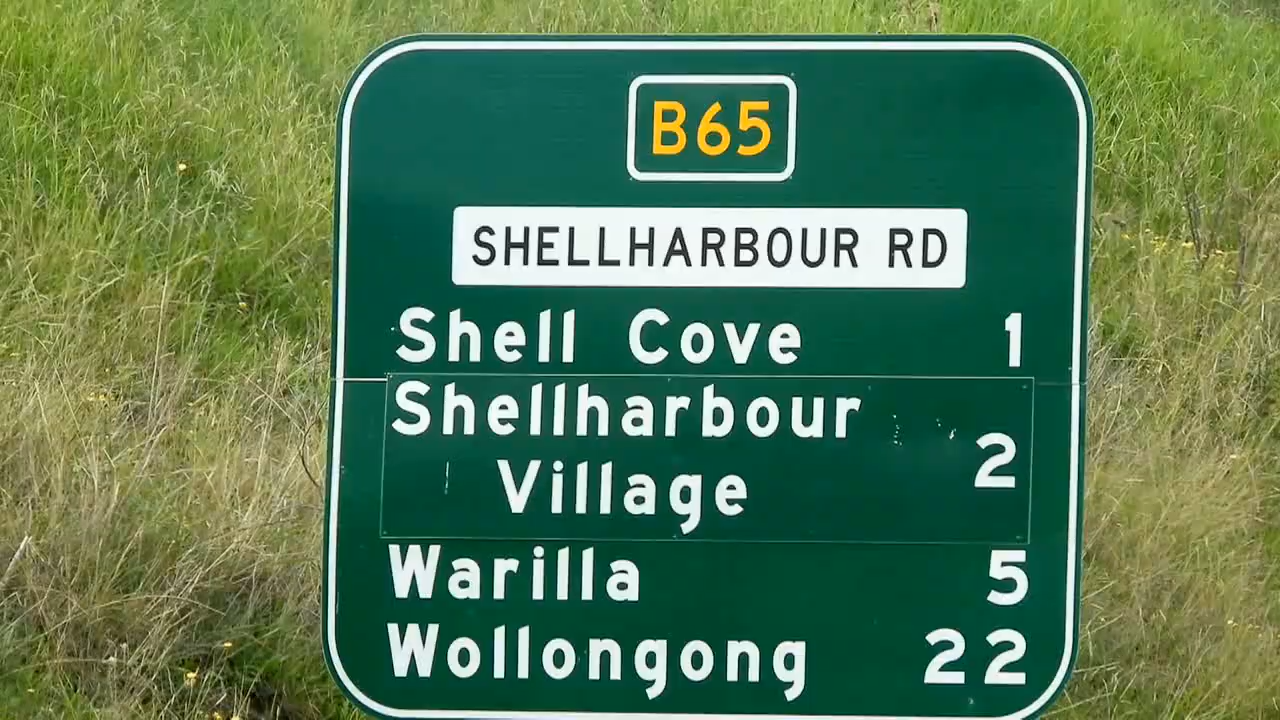 B65
SHELLHARBOUR RD
Shell Cove 1
Shellharbour
Village 2
Warilla 5
Wollongong 22